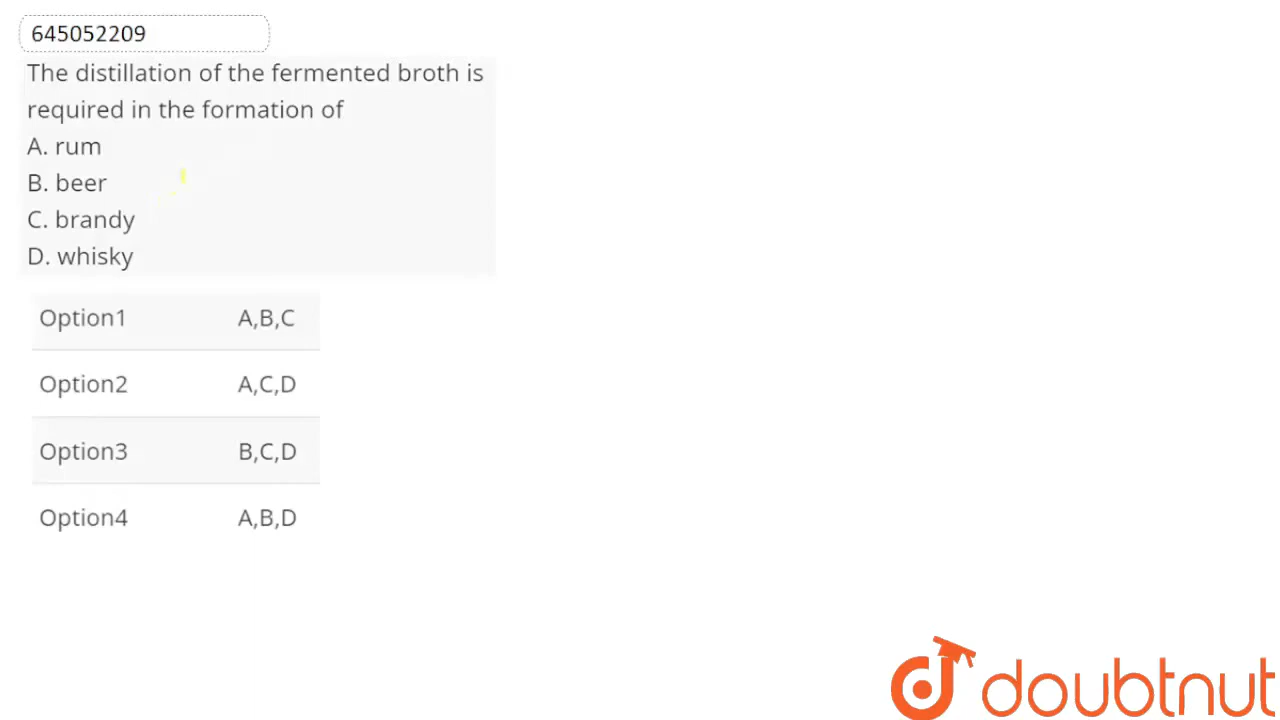 645052209
The distillation of the fermented broth is
required in the formation of
A. rum
B. beer
C. brandy
D. whisky
Option1 A,B,C
Option2 A,C,D
Option3 B,C,D
Option4 A,B,D
doubtnut